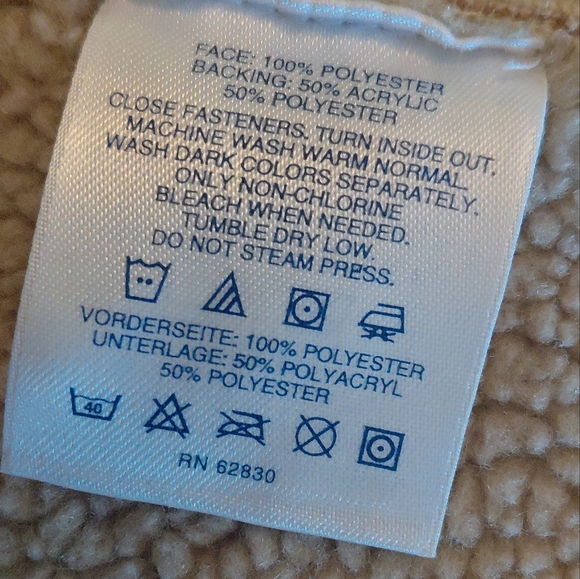 FACE: 100% POLYESTER
BACKING: 50% ACRYLIC
50% POLYESTER
CLOSE FASTENERS. TURN INSIDE OUT.
MACHINE WASH WARM NORMAL.
WASH DARK COLORS SEPARATELY.
ONLY NON-CHLORINE
BLEACH WHEN NEEDED.
TUMBLE DRY LOW.
DO NOT STEAM PRESS.
VORDERSEITE: 100% POLYESTER
UNTERLAGE: 50% POLYACRYL
50% POLYESTER
40
RN 62830